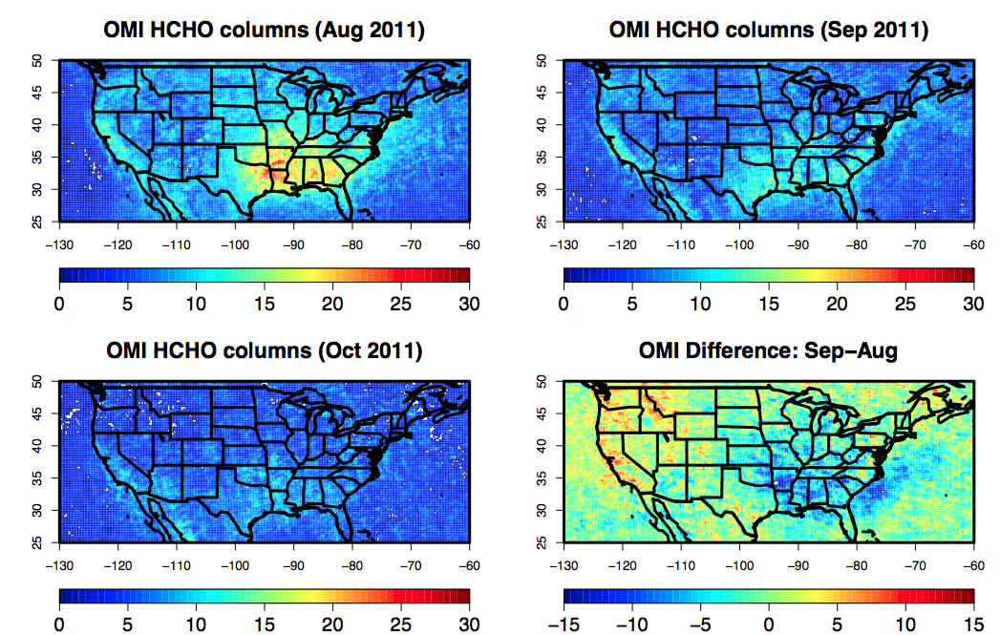 OMI HCHO columns (Aug 2011)
50
45
40
35
30
25
−130 −120 −110 −100 −90 −80 −70 −60
0 5 10 15 20 25 30
OMI HCHO columns (Sep 2011)
50
45
40
35
30
25
−130 −120 −110 −100 −90 −80 −70 −60
0 5 10 15 20 25 30
OMI HCHO columns (Oct 2011)
50
45
40
35
30
25
−130 −120 −110 −100 −90 −80 −70 −60
0 5 10 15 20 25 30
OMI Difference: Sep−Aug
50
45
40
35
30
25
−130 −120 −110 −100 −90 −80 −70 −60
−15 −10 −5 0 5 10 15